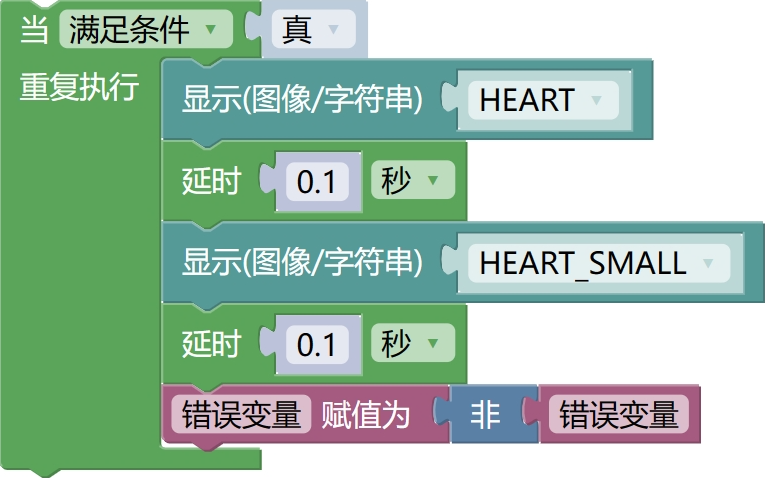 当 满足条件 真
重复执行
显示(图像/字符串) HEART
延时 0.1 秒
显示(图像/字符串) HEART_SMALL
延时 0.1 秒
错误变量 赋值为 非 错误变量